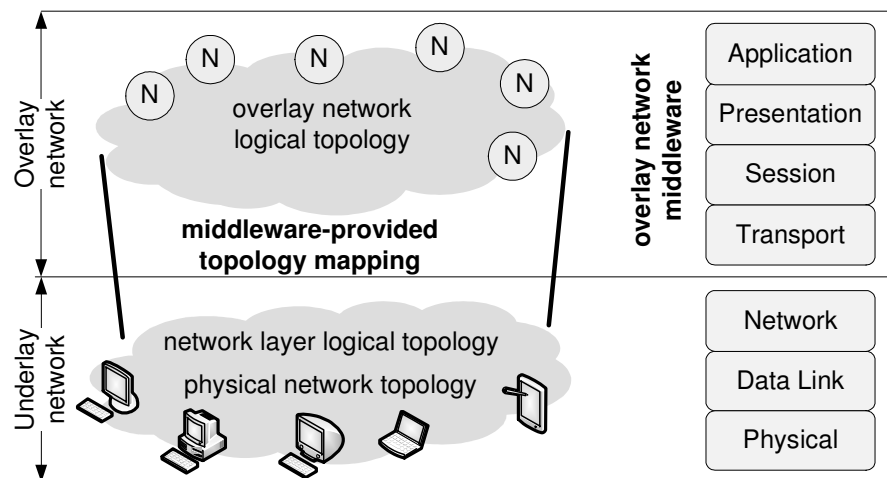 Overlay
network
N
N
N
N
N
N
overlay network
logical topology
middleware-provided
topology mapping
overlay network
middleware
Application
Presentation
Session
Transport
Underlay
network
network layer logical topology
physical network topology
Network
Data Link
Physical